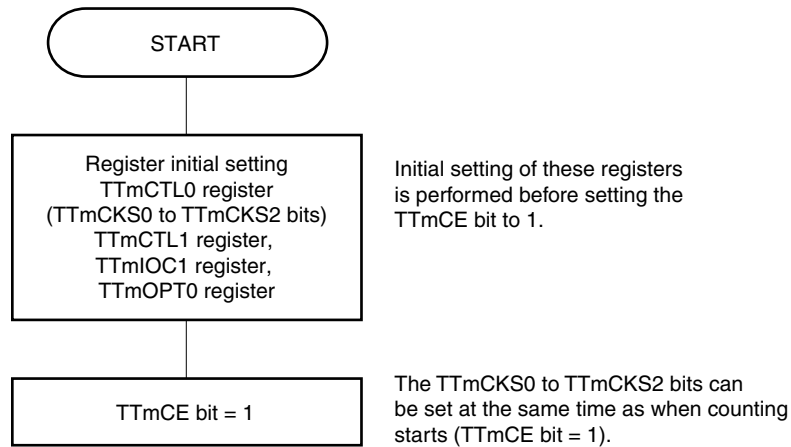 START
Register initial setting
TTmCTL0 register
(TTmCKS0 to TTmCKS2 bits)
TTmCTL1 register,
TTmIOC1 register,
TTmOPT0 register
Initial setting of these registers
is performed before setting the
TTmCE bit to 1.
TTmCE bit = 1
The TTmCKS0 to TTmCKS2 bits can
be set at the same time as when counting
starts (TTmCE bit = 1).